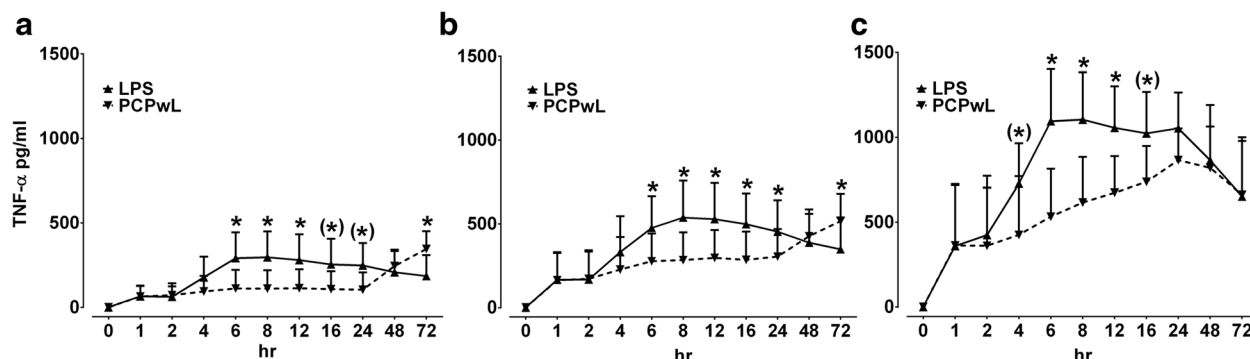 a
TNF-α pg/ml
1500
1000
500
0
LPS
PCPwL
* * * (*) (*) *
0 1 2 4 6 8 12 16 24 48 72
hr
b
1500
1000
500
0
LPS
PCPwL
* * * * * *
0 1 2 4 6 8 12 16 24 48 72
hr
c
1500
1000
500
0
LPS
PCPwL
(*) * * * (*)
0 1 2 4 6 8 12 16 24 48 72
hr